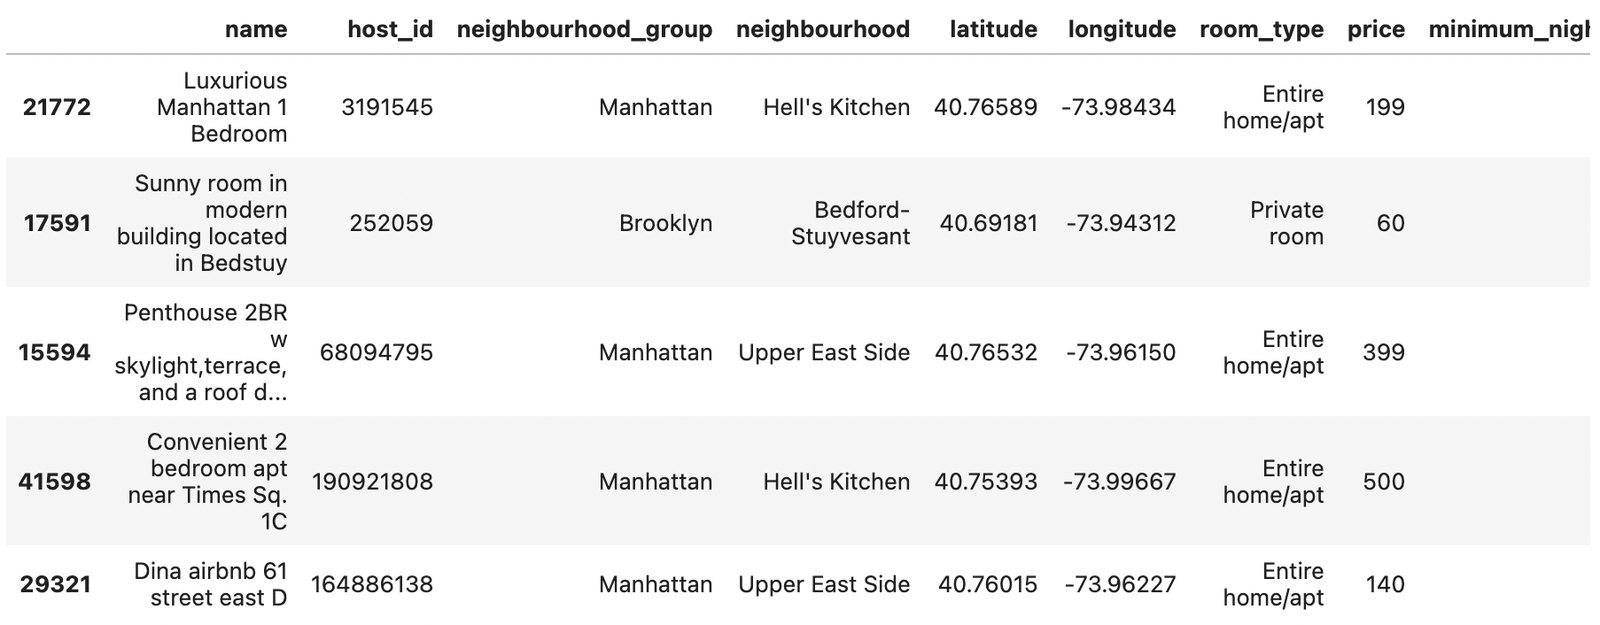 name host_id neighbourhood_group neighbourhood latitude longitude room_type price minimum_nigh
Luxurious
Manhattan 1
Bedroom
21772 3191545 Manhattan Hell's Kitchen 40.76589 -73.98434 199
Entire
home/apt
Sunny room in
modern
building located
in Bedstuy
17591 252059 Brooklyn 40.69181 -73.94312 60
Bedford-
Stuyvesant
Private
room
Penthouse 2BR
w
skylight,terrace,
and a roof d...
15594 68094795 Manhattan Upper East Side 40.76532 -73.96150 399
Entire
home/apt
Convenient 2
bedroom apt
near Times Sq.
1C
41598 190921808 Manhattan Hell's Kitchen 40.75393 -73.99667 500
Entire
home/apt
Dina airbnb 61
street east D
29321 164886138 Manhattan Upper East Side 40.76015 -73.96227 140
Entire
home/apt